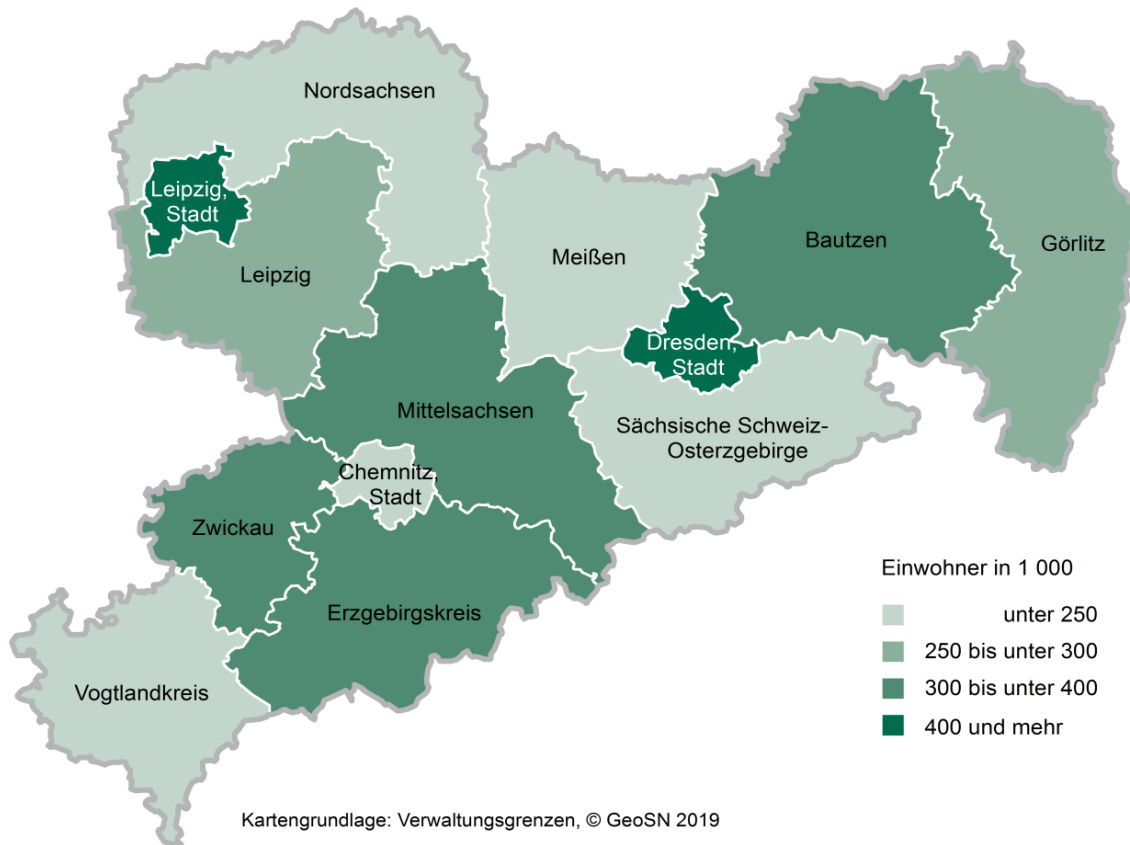 Nordsachsen
Leipzig,
Stadt
Leipzig
Meißen
Bautzen
Görlitz
Dresden,
Stadt
Mittelsachsen
Sächsische Schweiz-
Osterzgebirge
Chemnitz,
Stadt
Zwickau
Erzgebirgskreis
Vogtlandkreis
Einwohner in 1 000
unter 250
250 bis unter 300
300 bis unter 400
400 und mehr
Kartengrundlage: Verwaltungsgrenzen, © GeoSN 2019